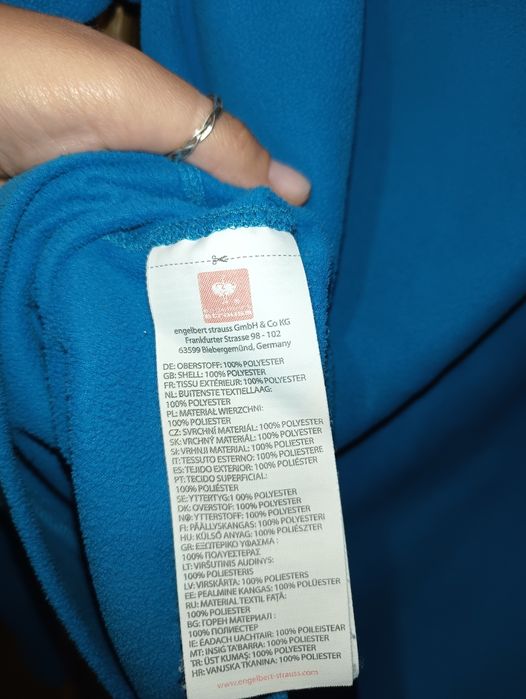 strauss
engelbert strauss GmbH & Co KG
Frankfurter Strasse 98 - 102
63599 Biebergemünd, Germany
DE: OBERSTOFF: 100% POLYESTER
GB: SHELL: 100% POLYESTER
FR: TISSU EXTÉRIEUR: 100% POLYESTER
NL: BUITENSTE TEXTIELLAAG:
100% POLYESTER
PL: MATERIAŁ WIERZCHNI:
100% POLIESTER
CZ: SVRCHNÍ MATERIÁL: 100% POLYESTER
SK: VRCHNÝ MATERIÁL: 100% POLYESTER
SI: VRHNJI MATERIAL: 100% POLIESTER
IT: TESSUTO ESTERNO: 100% POLIESTERE
ES: TEJIDO EXTERIOR: 100% POLIÉSTER
PT: TECIDO SUPERFICIAL:
100% POLIÉSTER
SE: YTTERTYG:100% POLYESTER
DK: OVERSTOF: 100% POLYESTER
NO: YTTERSTOFF: 100% POLYESTER
FI: PÄÄLLYSKANGAS: 100% POLYESTERI
HU: KÜLSŐ ANYAG: 100% POLIÉSZTER
GR: ΕΞΩΤΕΡΙΚΟ ΥΦΑΣΜΑ:
100% ΠΟΛΥΕΣΤΕΡΑΣ
LT: VIRŠUTINIS AUDINYS:
100% POLIESTERIS
LV: VIRSKĀRTA: 100% POLIESTERS
EE: PEALMINE KANGAS: 100% POLÜESTER
RU: MATERIAL TEXTIL FAȚĂ:
100% POLIESTER
BG: ГОРЕН МАТЕРИАЛ:
100% ПОЛИЕСТЕР
IE: ÉADACH UACHTAIR: 100% POILEISTEAR
MT: INSIĠ TA'BARRA: 100% POLYESTER
TR: ÜST KUMAŞ: 100% POLYESTER
HR: VANJSKA TKANINA: 100% POLYESTER
www.engelbert-strauss.com